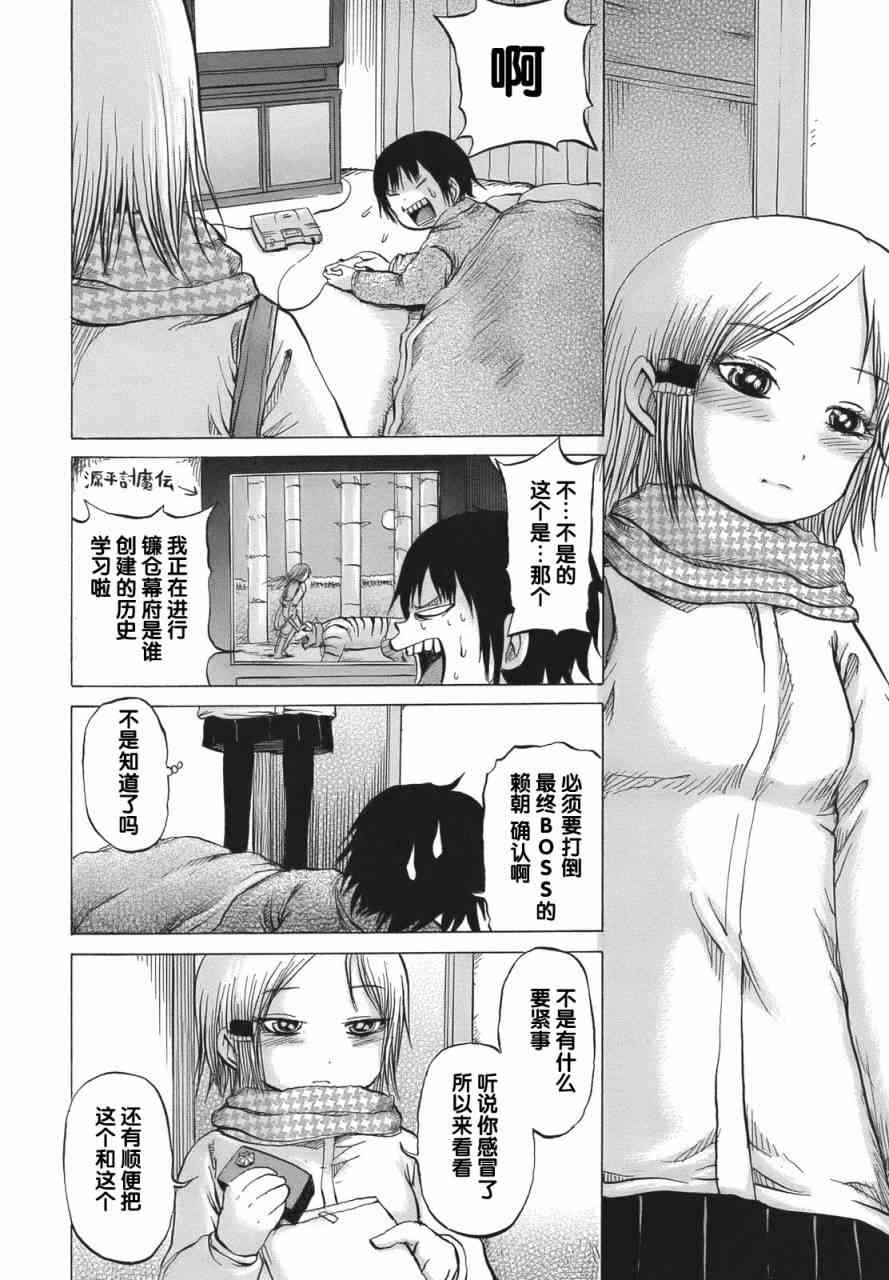 啊
不…不是的
这个是…那个
源平討魔伝
我正在进行
镰仓幕府是谁
创建的历史
学习啦
必须要打倒
最终BOSS的
赖朝 确认啊
不是知道了吗
不是有什么
要紧事
听说你感冒了
所以来看看
还有顺便把
这个和这个